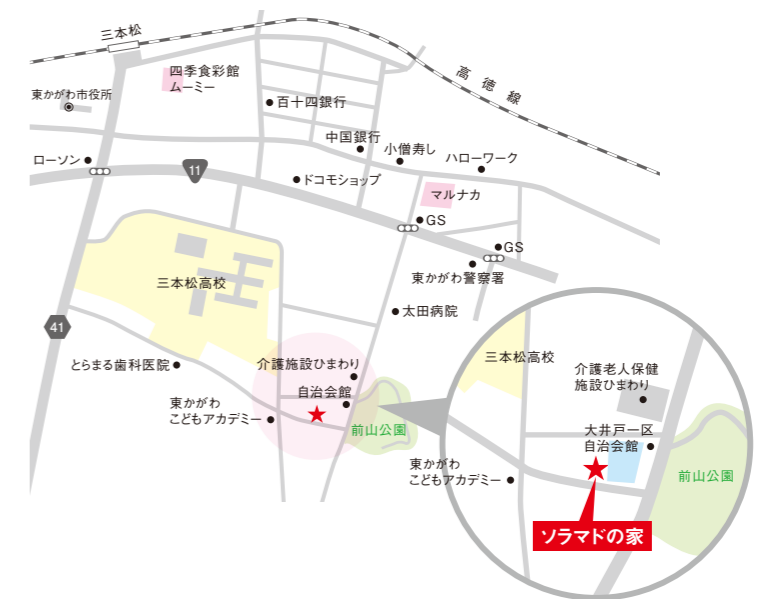 三本松
高徳線
四季食彩館
ムーミー
東かがわ市役所
百十四銀行
中国銀行
小僧寿し
ハローワーク
ローソン
11
ドコモショップ
マルナカ
GS
GS
東かがわ警察署
三本松高校
太田病院
41
とらまる歯科医院
介護施設ひまわり
自治会館
東かがわ
こどもアカデミー
前山公園
三本松高校
介護老人保健
施設ひまわり
大井戸一区
自治会館
東かがわ
こどもアカデミー
前山公園
ソラマドの家